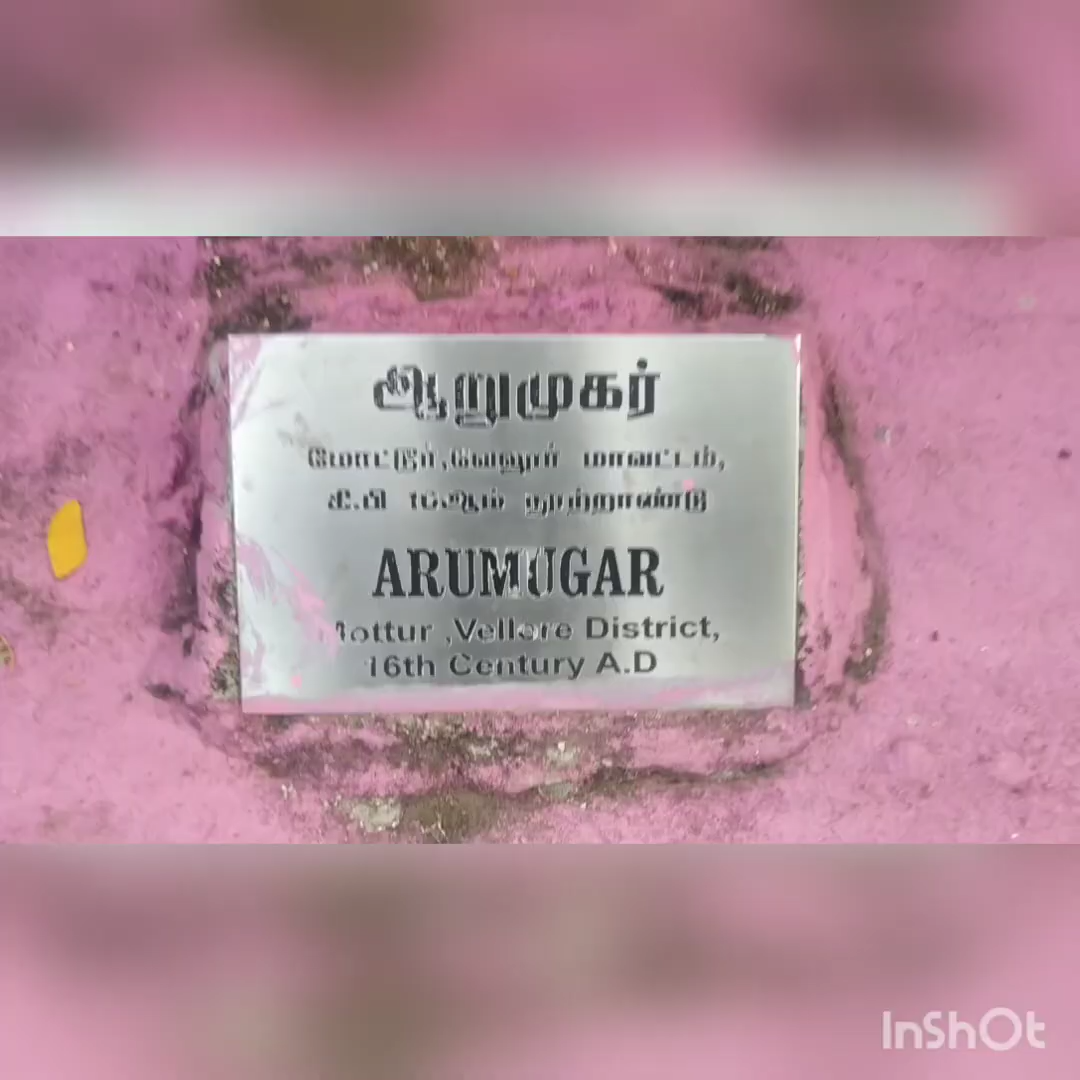 ஆறுமுகர்
மோட்டூர்,வேலூர் மாவட்டம்,
கி.பி 16ஆம் நூற்றாண்டு
ARUMUGAR
Mottur ,Vellore District,
16th Century A.D
InShOt